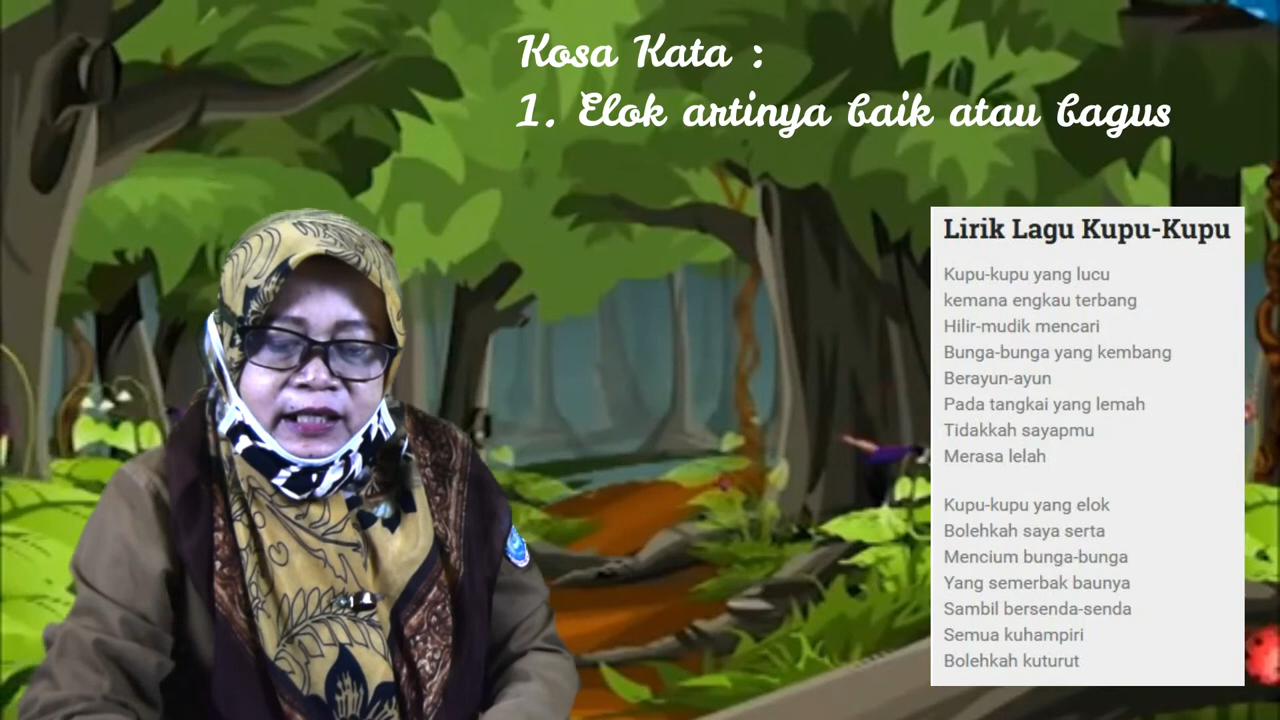 Kosa Kata :
1. Elok artinya baik atau bagus
Lirik Lagu Kupu-Kupu
Kupu-kupu yang lucu
kemana engkau terbang
Hilir-mudik mencari
Bunga-bunga yang kembang
Berayun-ayun
Pada tangkai yang lemah
Tidakkah sayapmu
Merasa lelah
Kupu-kupu yang elok
Bolehkah saya serta
Mencium bunga-bunga
Yang semerbak baunya
Sambil bersenda-senda
Semua kuhampiri
Bolehkah kuturut